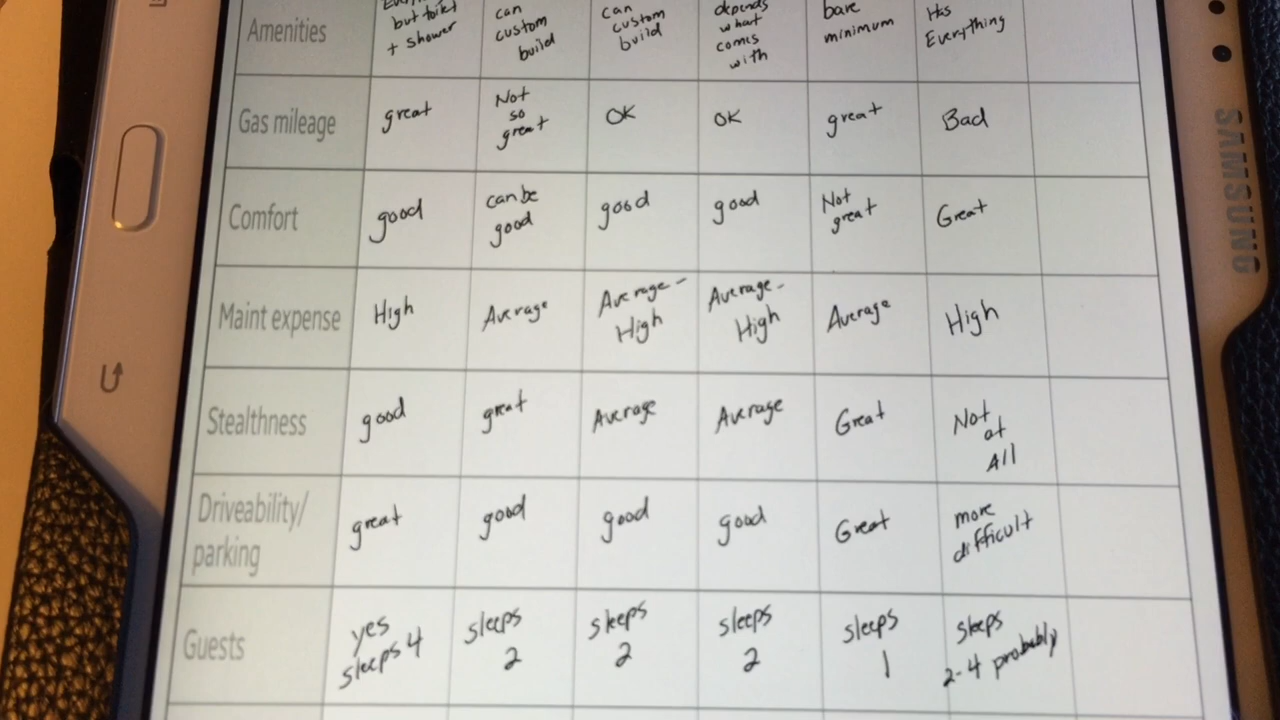 Amenities
but toilet
+ shower
can
custom
build
can
custom
build
depends
what
comes
with
bare
minimum
Has
Everything
Gas mileage
great
Not
so
great
OK
OK
great
Bad
Comfort
good
can be
good
good
good
Not
great
Great
Maint expense
High
Average
Average -
High
Average -
High
Average
High
Stealthness
good
great
Average
Average
Great
Not
at
All
Driveability/
parking
great
good
good
good
Great
more
difficult
Guests
yes
sleeps 4
sleeps
2
sleeps
2
sleeps
2
sleeps
1
sleeps
2-4 probably
SAMSUNG